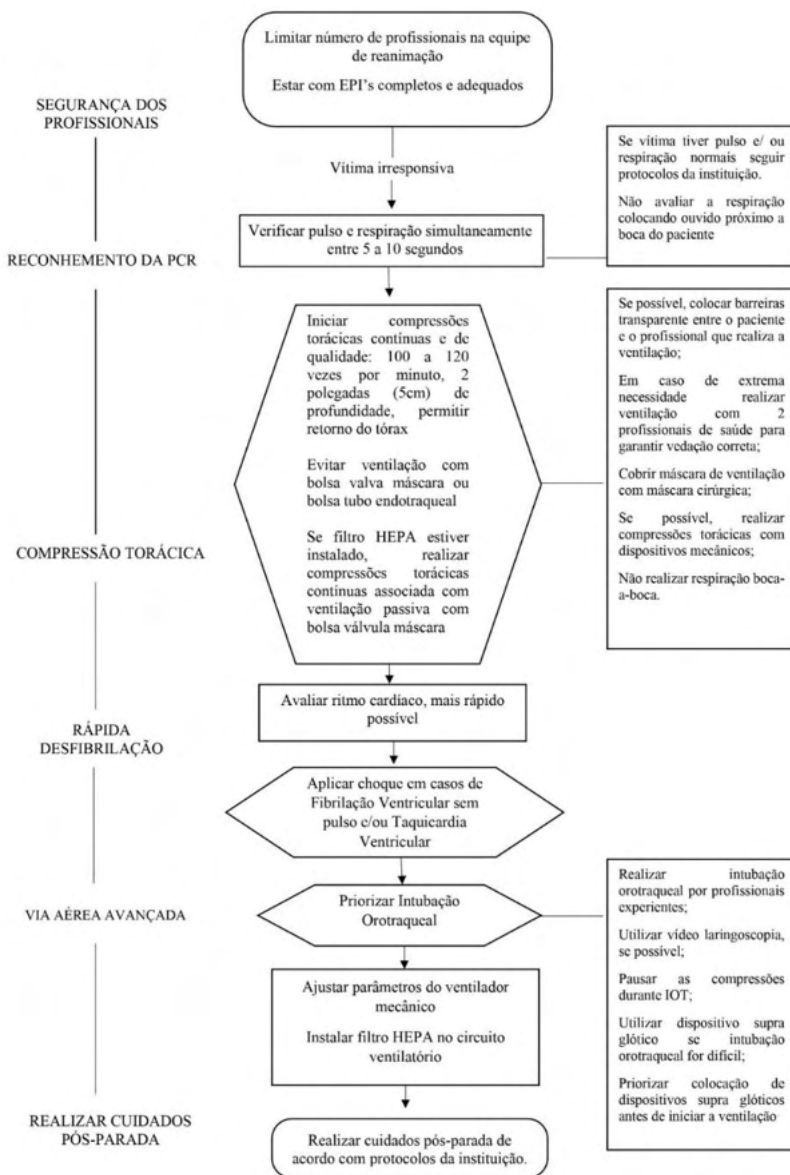 Limitar número de profissionais na equipe
de reanimação
Estar com EPI's completos e adequados
SEGURANÇA DOS
PROFISSIONAIS
Vítima irresponsiva
Se vítima tiver pulso e/ ou
respiração normais seguir
protocolos da instituição.
Não avaliar a respiração
colocando ouvido próximo a
boca do paciente
Verificar pulso e respiração simultaneamente
entre 5 a 10 segundos
RECONHEMENTO DA PCR
Iniciar compressões
torácicas contínuas e de
qualidade: 100 a 120
vezes por minuto, 2
polegadas (5cm) de
profundidade, permitir
retorno do tórax
Evitar ventilação com
bolsa valva máscara ou
bolsa tubo endotraqueal
Se filtro HEPA estiver
instalado, realizar
compressões torácicas
contínuas associada com
ventilação passiva com
bolsa válvula máscara
Se possível, colocar barreiras
transparente entre o paciente
e o profissional que realiza a
ventilação;
Em caso de extrema
necessidade realizar
ventilação com 2
profissionais de saúde para
garantir vedação correta;
Cobrir máscara de ventilação
com máscara cirúrgica;
Se possível, realizar
compressões torácicas com
dispositivos mecânicos;
Não realizar respiração boca-
a-boca.
COMPRESSÃO TORÁCICA
Avaliar ritmo cardíaco, mais rápido
possível
RÁPIDA
DESFIBRILAÇÃO
Aplicar choque em casos de
Fibrilação Ventricular sem
pulso e/ou Taquicardia
Ventricular
VIA AÉREA AVANÇADA
Priorizar Intubação
Orotraqueal
Realizar intubação
orotraqueal por profissionais
experientes;
Utilizar vídeo laringoscopia,
se possível;
Pausar as compressões
durante IOT;
Utilizar dispositivo supra
glótico se intubação
orotraqueal for difícil;
Priorizar colocação de
dispositivos supra glóticos
antes de iniciar a ventilação
Ajustar parâmetros do ventilador
mecânico
Instalar filtro HEPA no circuito
ventilatório
REALIZAR CUIDADOS
PÓS-PARADA
Realizar cuidados pós-parada de
acordo com protocolos da instituição.